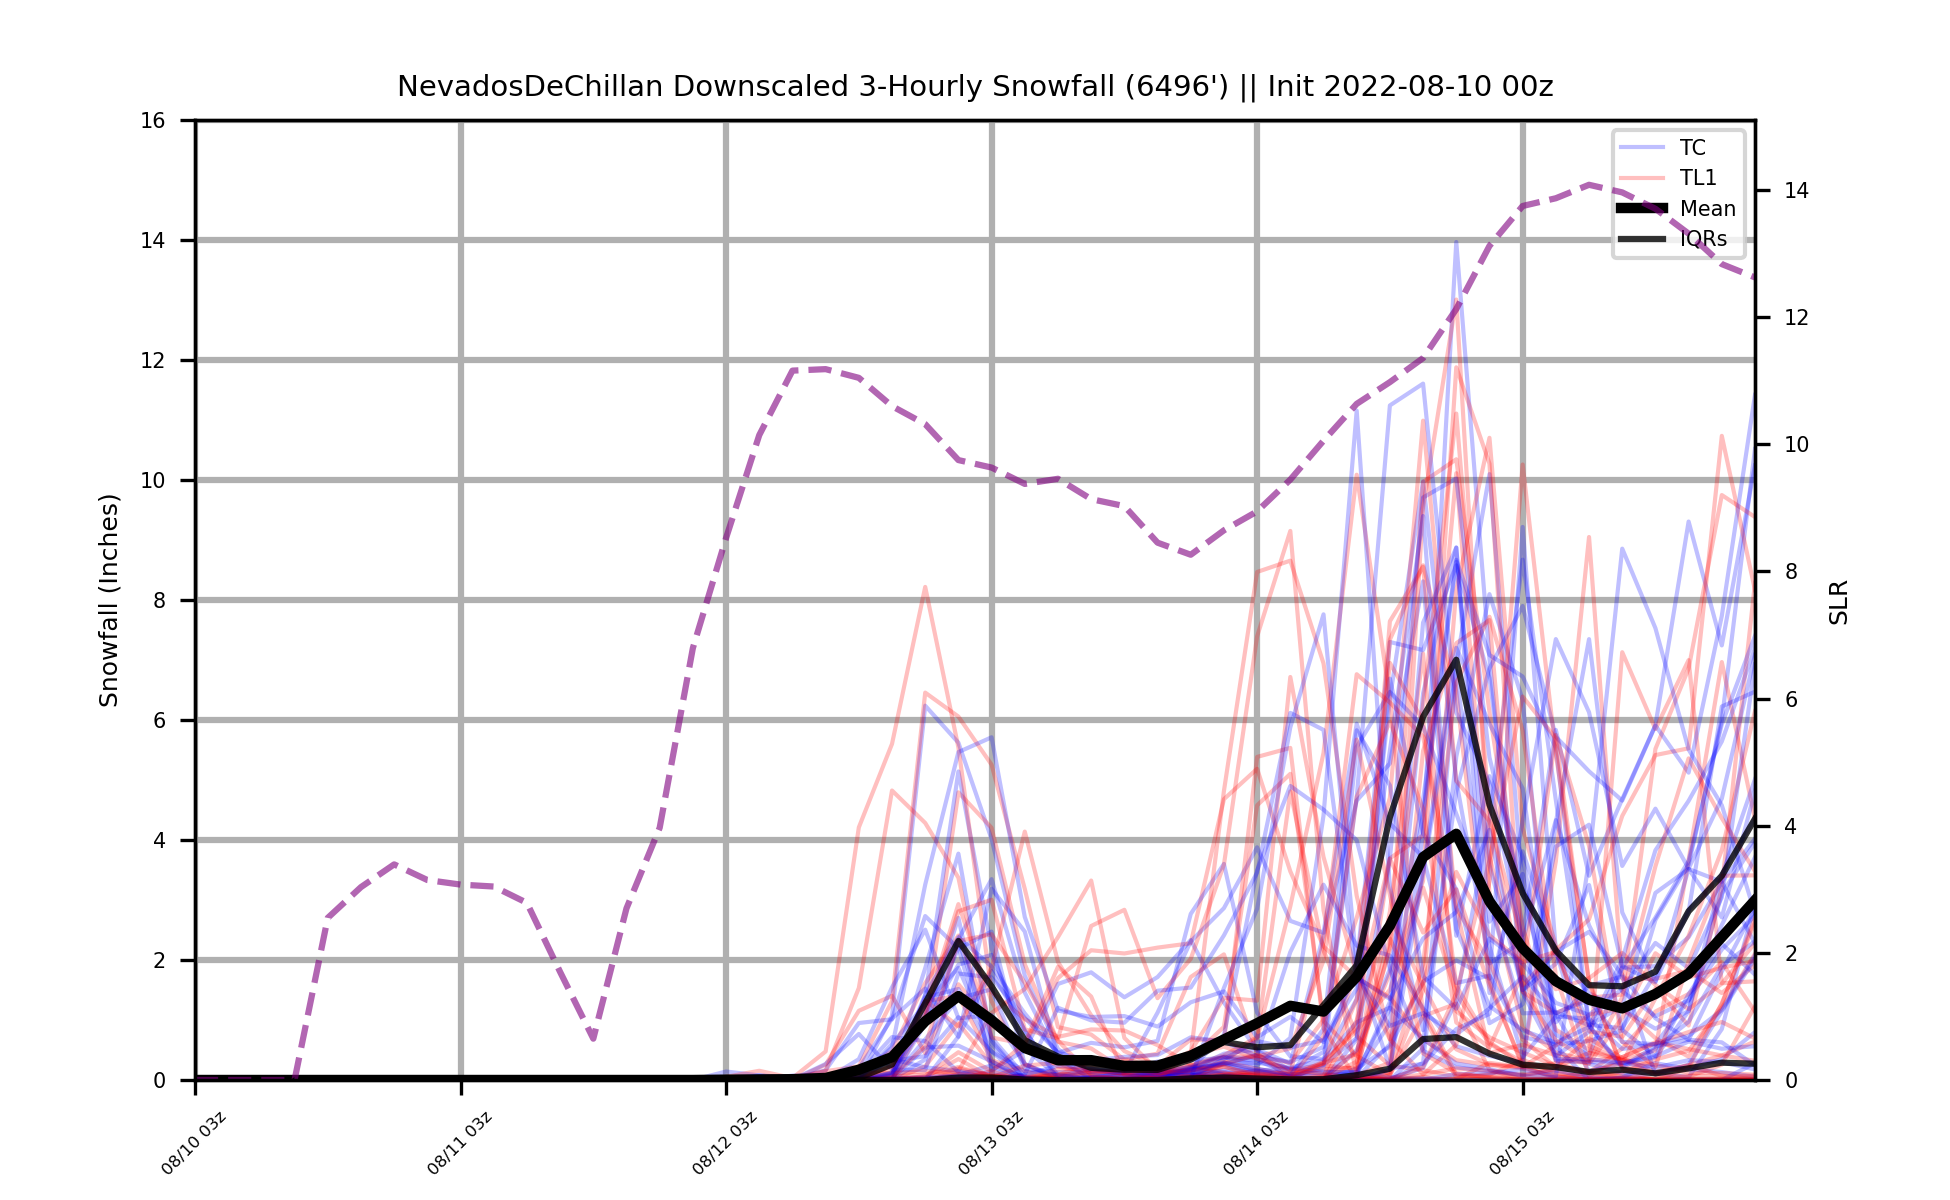 NevadosDeChillan Downscaled 3-Hourly Snowfall (6496') || Init 2022-08-10 00z
16
14
12
10
8
6
4
2
0
Snowfall (Inches)
TC
TL1
Mean
IQRs
14
12
10
8
6
4
2
0
SLR
08/10 03z
08/11 03z
08/12 03z
08/13 03z
08/14 03z
08/15 03z